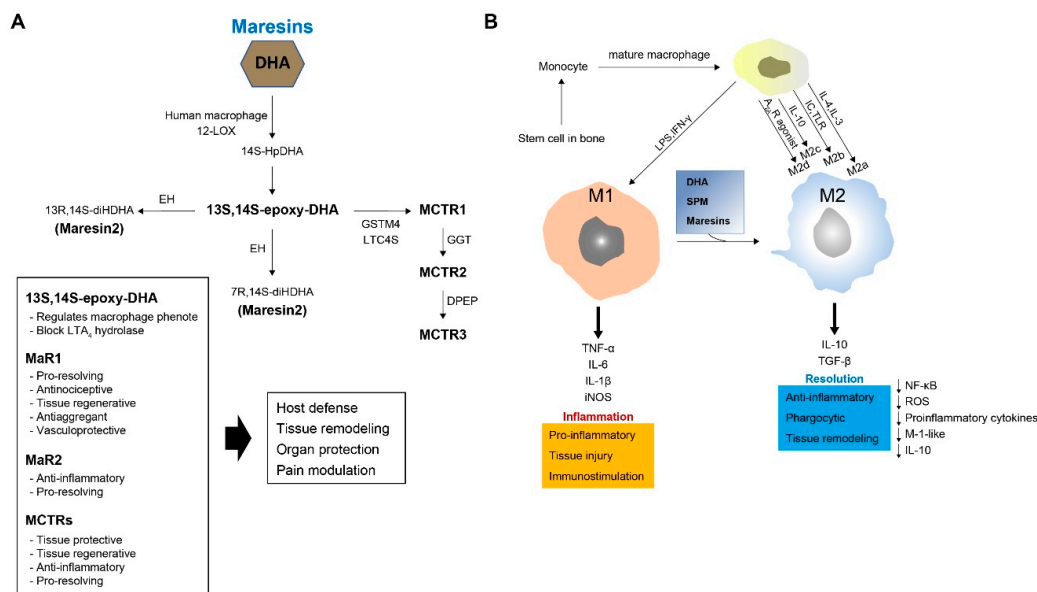 A
Maresins
DHA
Human macrophage
12-LOX
14S-HpDHA
13R,14S-diHDHA
(Maresin2)
EH
13S,14S-epoxy-DHA
GSTM4
LTC4S
MCTR1
GGT
MCTR2
DPEP
MCTR3
EH
7R,14S-diHDHA
(Maresin2)
13S,14S-epoxy-DHA
- Regulates macrophage phenote
- Block LTA₄ hydrolase
MaR1
- Pro-resolving
- Antinociceptive
- Tissue regenerative
- Antiaggregant
- Vasculoprotective
MaR2
- Anti-inflammatory
- Pro-resolving
MCTRs
- Tissue protective
- Tissue regenerative
- Anti-inflammatory
- Pro-resolving
Host defense
Tissue remodeling
Organ protection
Pain modulation
B
Monocyte
mature macrophage
Stem cell in bone
LPS,IFN-γ
A₂ₐR agonist
IL-10
IC,TLR
IL-4,IL-3
M2d
M2c
M2b
M2a
M1
DHA
SPM
Maresins
M2
TNF-α
IL-6
IL-1β
iNOS
Inflammation
Pro-inflammatory
Tissue injury
Immunostimulation
IL-10
TGF-β
Resolution
Anti-inflammatory
Phargocytic
Tissue remodeling
↓ NF-κB
↓ ROS
↓ Proinflammatory cytokines
↓ M-1-like
↓ IL-10